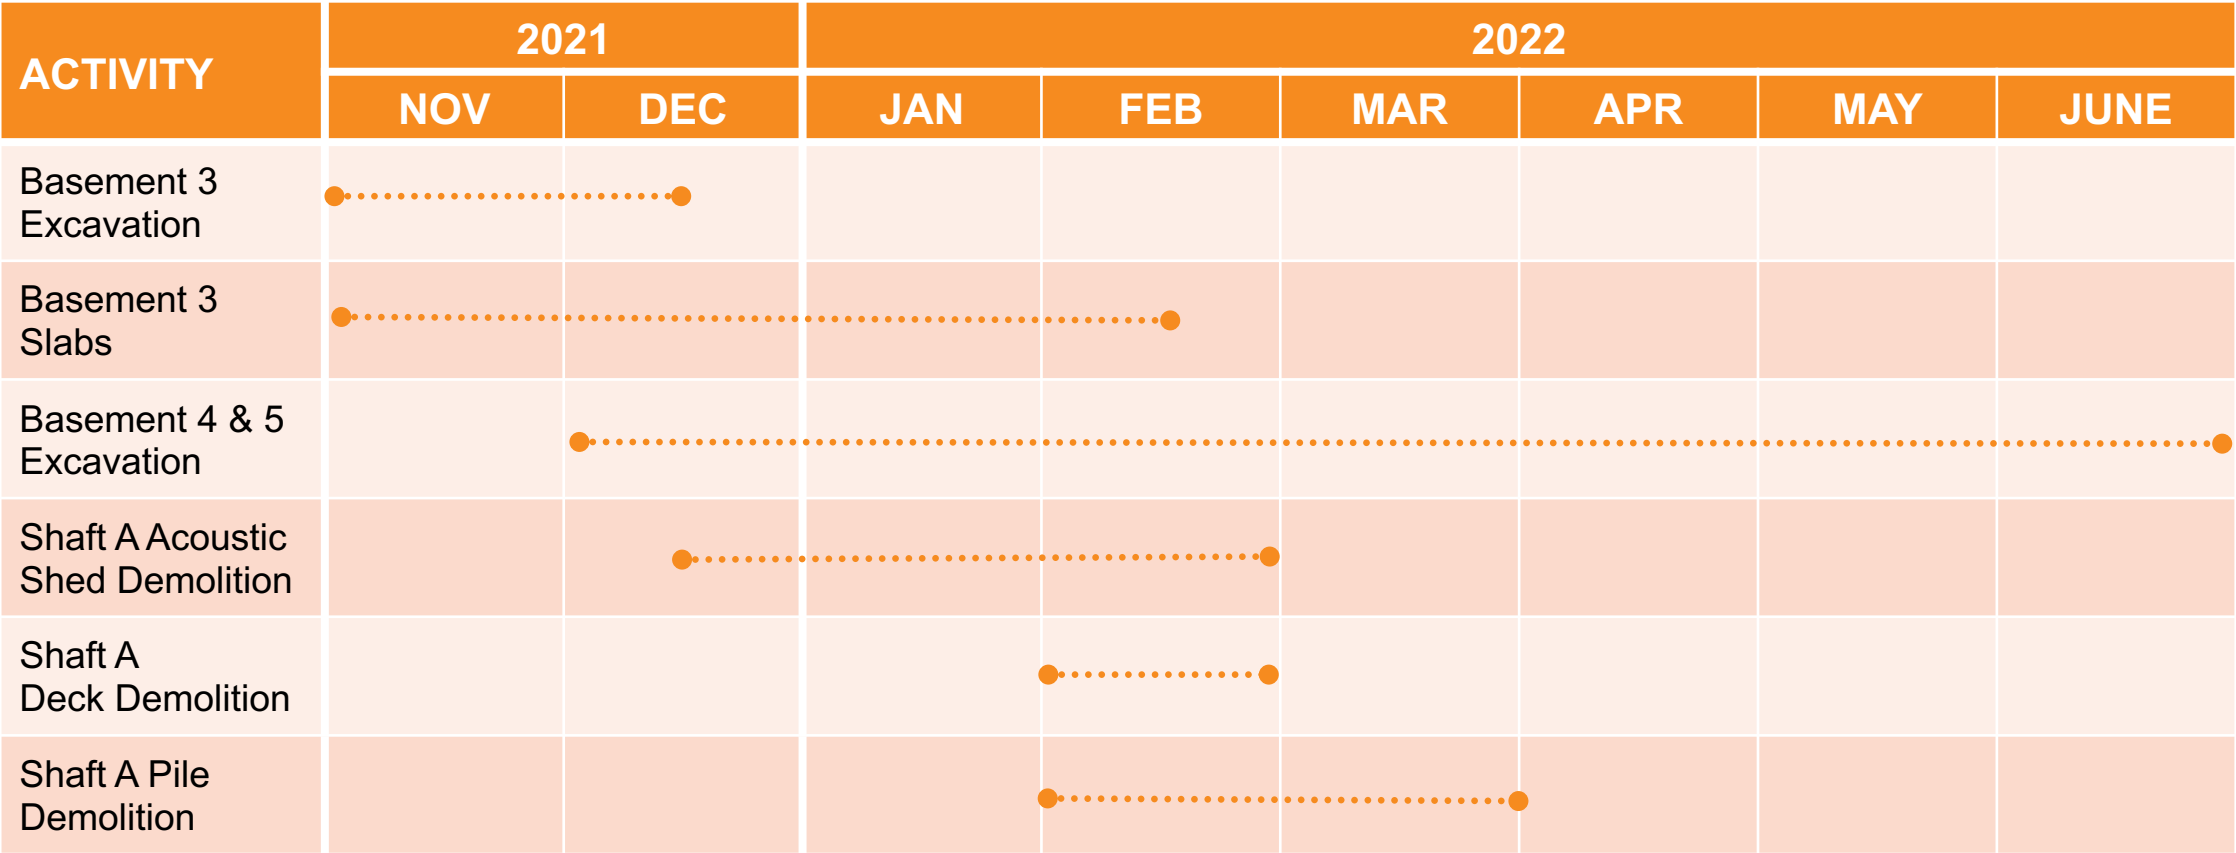 ACTIVITY
2021
2022
NOV
DEC
JAN
FEB
MAR
APR
MAY
JUNE
Basement 3
Excavation
Basement 3
Slabs
Basement 4 & 5
Excavation
Shaft A Acoustic
Shed Demolition
Shaft A
Deck Demolition
Shaft A Pile
Demolition